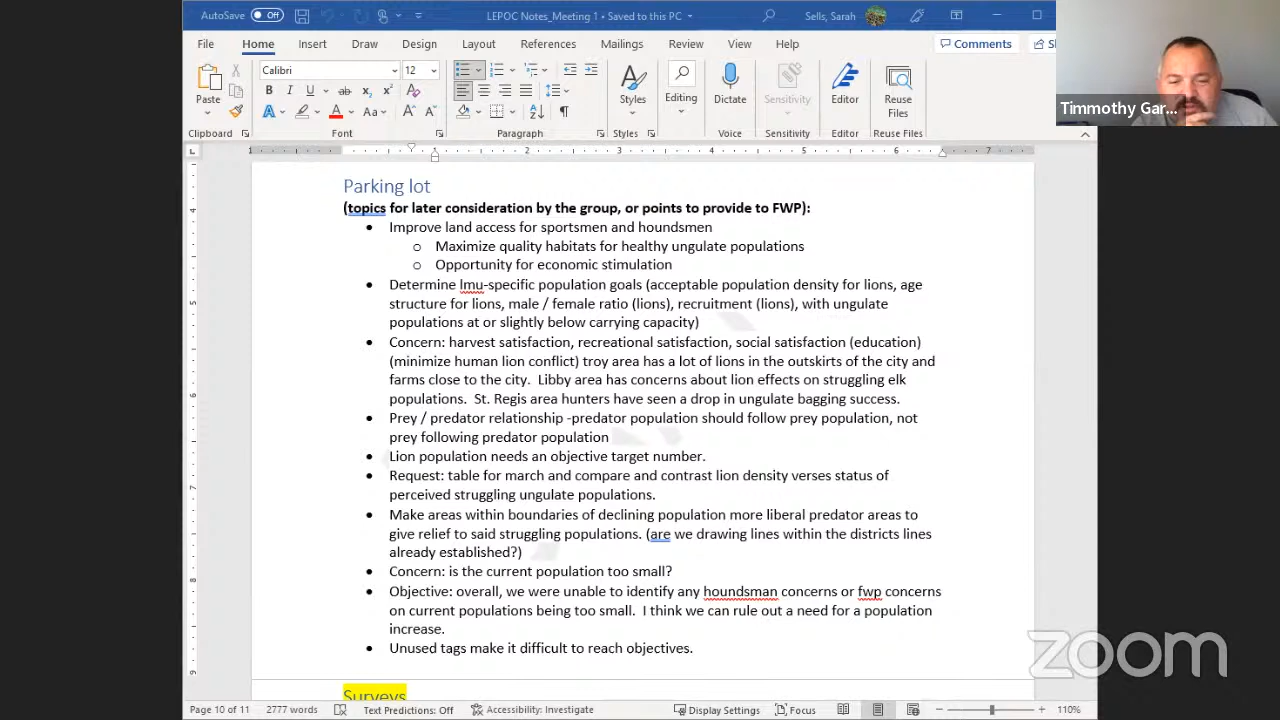 AutoSave Off LEPOC Notes_Meeting 1 • Saved to this PC Sells, Sarah
File Home Insert Draw Design Layout References Mailings Review View Help Comments Sh
Timmothy Gar...
Calibri 12
Paste Styles Editing Dictate Sensitivity Editor Reuse Files
Clipboard Font Paragraph Styles Voice Sensitivity Editor Reuse Files
1 1 2 3 4 5 6 7
Parking lot
(topics for later consideration by the group, or points to provide to FWP):
• Improve land access for sportsmen and houndsmen
o Maximize quality habitats for healthy ungulate populations
o Opportunity for economic stimulation
• Determine lmu-specific population goals (acceptable population density for lions, age
structure for lions, male / female ratio (lions), recruitment (lions), with ungulate
populations at or slightly below carrying capacity)
• Concern: harvest satisfaction, recreational satisfaction, social satisfaction (education)
(minimize human lion conflict) troy area has a lot of lions in the outskirts of the city and
farms close to the city. Libby area has concerns about lion effects on struggling elk
populations. St. Regis area hunters have seen a drop in ungulate bagging success.
• Prey / predator relationship -predator population should follow prey population, not
prey following predator population
• Lion population needs an objective target number.
• Request: table for march and compare and contrast lion density verses status of
perceived struggling ungulate populations.
• Make areas within boundaries of declining population more liberal predator areas to
give relief to said struggling populations. (are we drawing lines within the districts lines
already established?)
• Concern: is the current population too small?
• Objective: overall, we were unable to identify any houndsman concerns or fwp concerns
on current populations being too small. I think we can rule out a need for a population
increase.
• Unused tags make it difficult to reach objectives.
zoom
Surveys
Page 10 of 11 2777 words Text Predictions: Off Accessibility: Investigate Display Settings Focus 110%